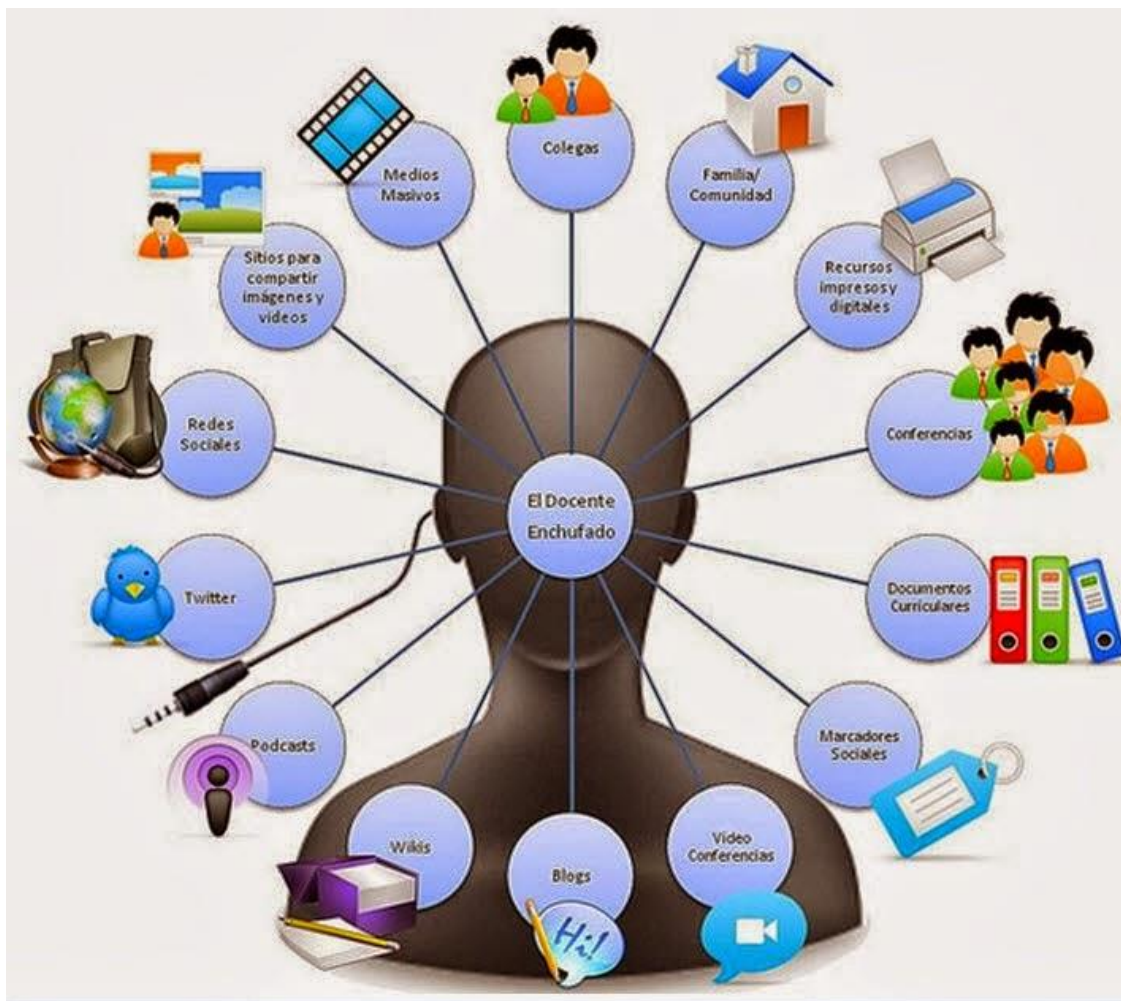 Colegas
Medios
Masivos
Familia/
Comunidad
Sitios para
compartir
imágenes y
videos
Recursos
impresos y
digitales
Redes
Sociales
Conferencias
El Docente
Enchufado
Twitter
Documentos
Curriculares
Podcasts
Marcadores
Sociales
Wikis
Blogs
Video
Conferencias
Hi!